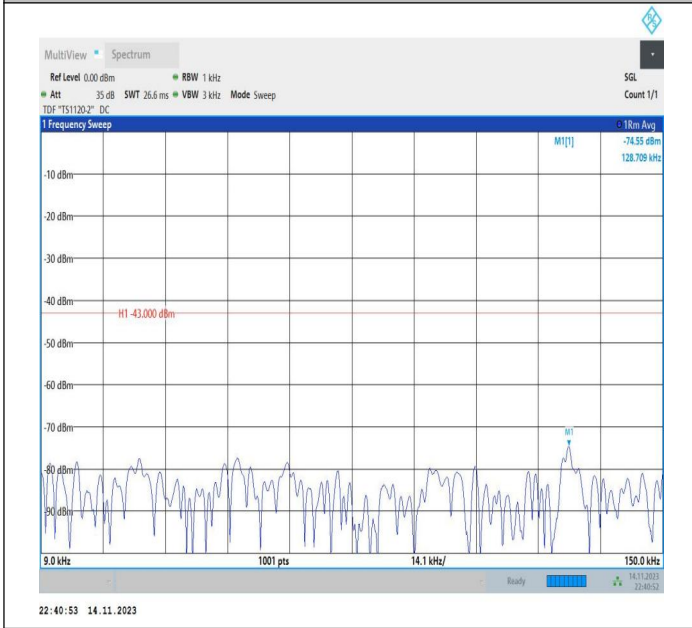 R&S
MultiView Spectrum
Ref Level 0.00 dBm RBW 1 kHz SGL
Att 35 dB SWT 26.6 ms VBW 3 kHz Mode Sweep Count 1/1
TDF "TS1120-2" DC
1 Frequency Sweep 1Rm Avg
M1[1] -74.55 dBm
128.709 kHz
-10 dBm
-20 dBm
-30 dBm
-40 dBm
H1 -43.000 dBm
-50 dBm
-60 dBm
-70 dBm
M1
-80 dBm
-90 dBm
9.0 kHz 1001 pts 14.1 kHz/ 150.0 kHz
Ready 14.11.2023
22:40:52
22:40:53 14.11.2023